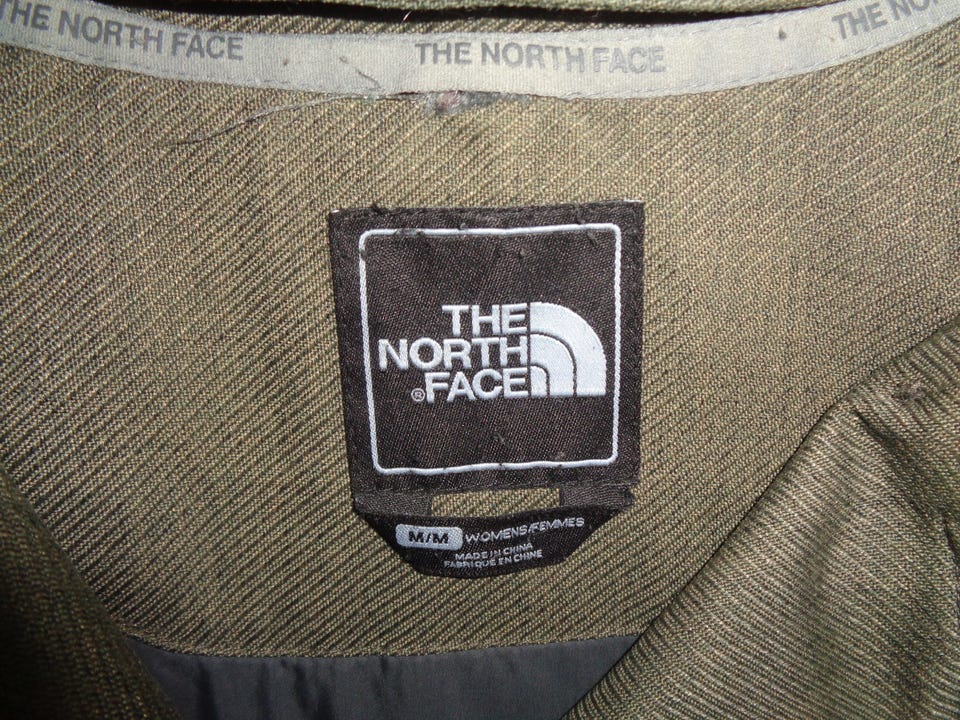 THE NORTH FACE
THE NORTH FACE
THE NO
THE
NORTH
®FACE
M/M WOMENS/FEMMES
MADE IN CHINA
FABRIQUE EN CHINE